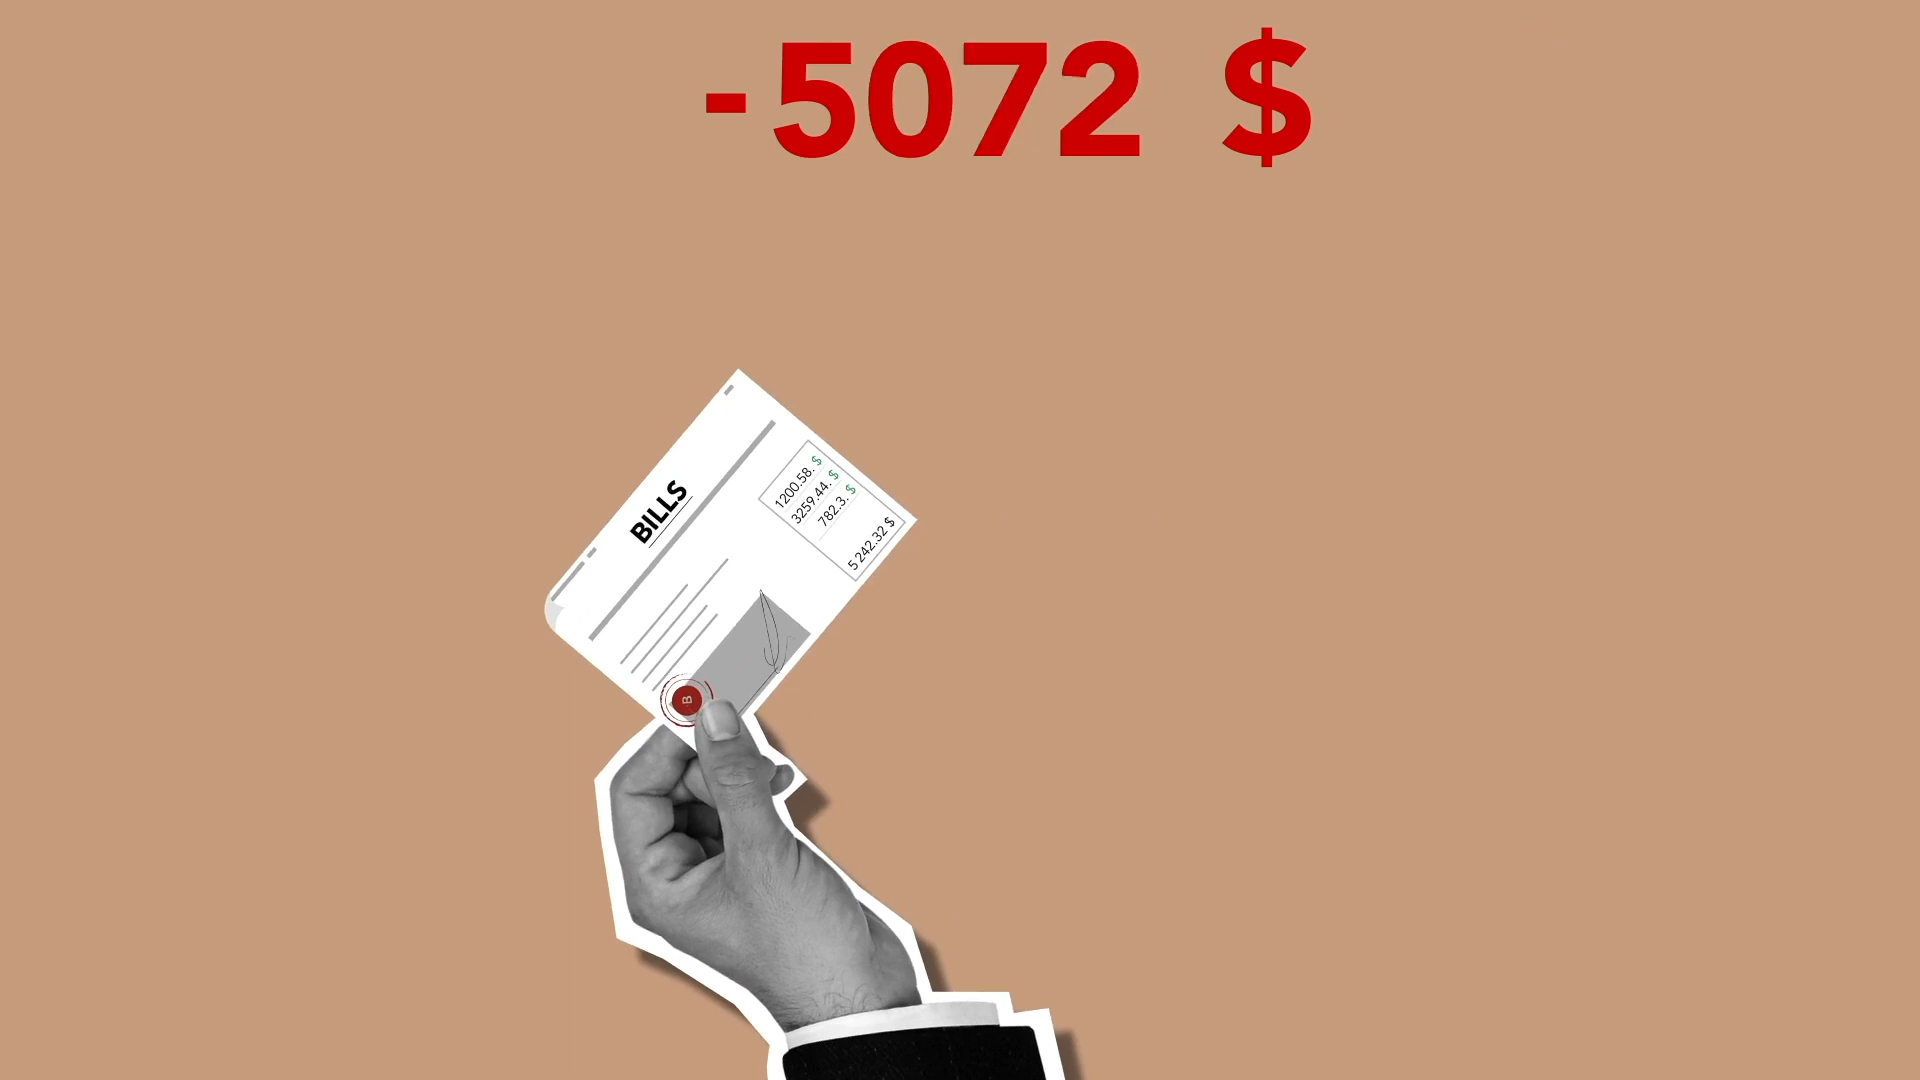 -5072 $
BILLS
1200.58. $
3259.44. $
782.3. $
5 242.32 $
B